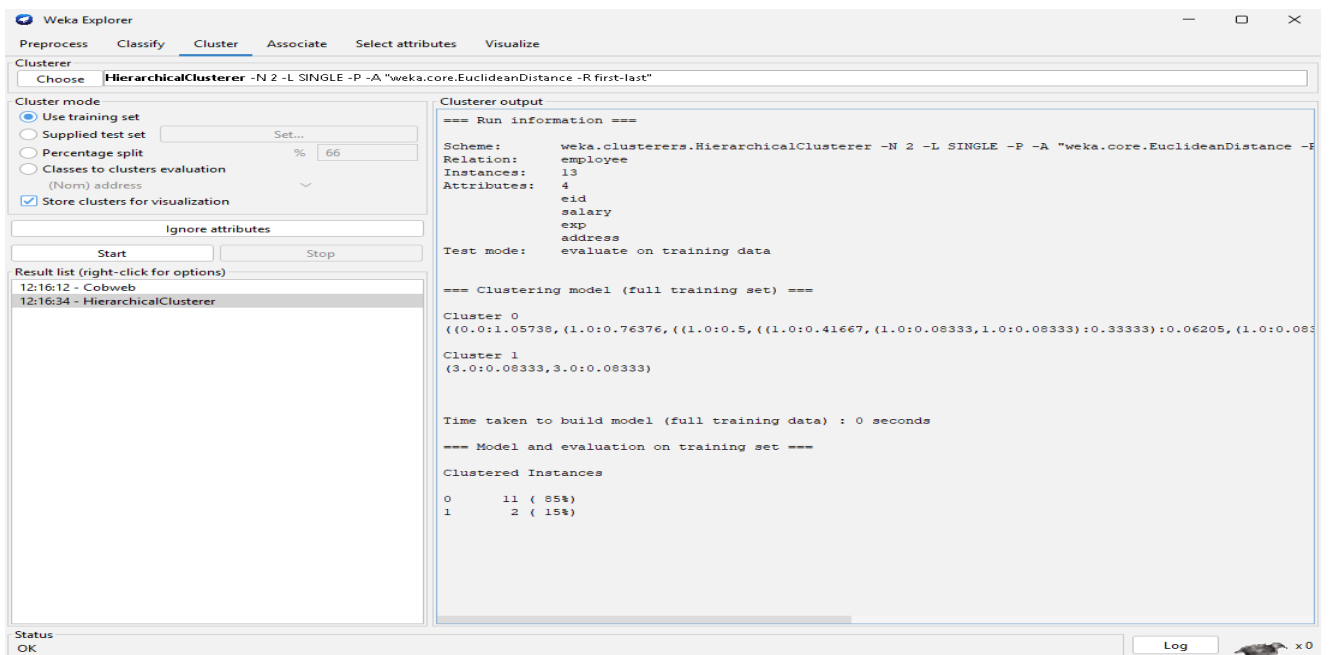 Weka Explorer
Preprocess Classify Cluster Associate Select attributes Visualize
Clusterer
Choose HierarchicalClusterer -N 2 -L SINGLE -P -A "weka.core.EuclideanDistance -R first-last"
Cluster mode
Use training set
Supplied test set Set...
Percentage split % 66
Classes to clusters evaluation
(Nom) address
Store clusters for visualization
Ignore attributes
Start Stop
Result list (right-click for options)
12:16:12 - Cobweb
12:16:34 - HierarchicalClusterer
Clusterer output
=== Run information ===
Scheme: weka.clusterers.HierarchicalClusterer -N 2 -L SINGLE -P -A "weka.core.EuclideanDistance -R
Relation: employee
Instances: 13
Attributes: 4
eid
salary
exp
address
Test mode: evaluate on training data
=== Clustering model (full training set) ===
Cluster 0
((0.0:1.05738,(1.0:0.76376,((1.0:0.5,((1.0:0.41667,(1.0:0.08333,1.0:0.08333):0.33333):0.06205,(1.0:0.083
Cluster 1
(3.0:0.08333,3.0:0.08333)
Time taken to build model (full training data) : 0 seconds
=== Model and evaluation on training set ===
Clustered Instances
0 11 ( 85%)
1 2 ( 15%)
Status
OK
Log
x 0